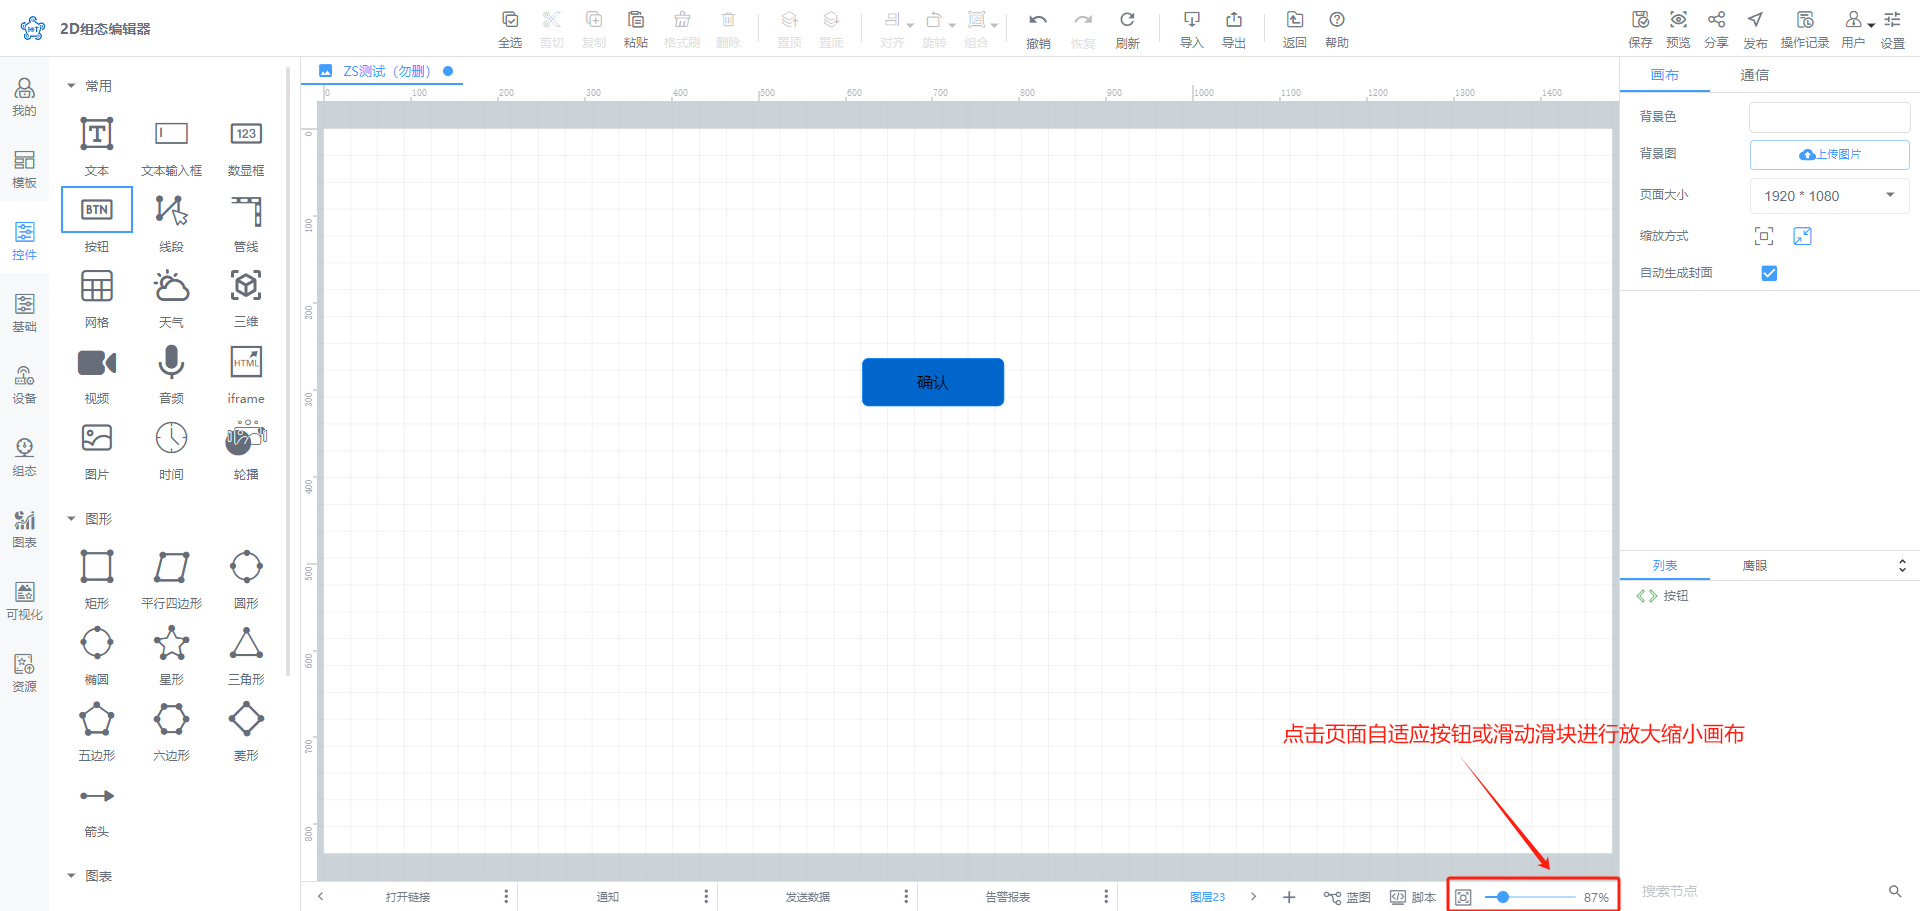 2D组态编辑器
全选 剪切 复制 粘贴 格式刷 删除 置顶 置底 对齐 旋转 组合 撤销 恢复 刷新 导入 导出 返回 帮助
保存 预览 分享 发布 操作记录 用户 设置
我的
模板
控件
基础
设备
组态
图表
可视化
资源
常用
T
123
文本 文本输入框 数显框
BTN
按钮 线段 管线
网格 天气 三维
HTML
视频 音频 iframe
图片 时间 轮播
图形
矩形 平行四边形 圆形
椭圆 星形 三角形
五边形 六边形 菱形
箭头
图表
ZS测试（勿删）
0 100 200 300 400 500 600 700 800 900 1000 1100 1200 1300 1400
0
100
200
300
400
500
600
700
800
确认
点击页面自适应按钮或滑动滑块进行放大缩小画布
打开链接 通知 发送数据 告警报表 图层23 蓝图 脚本 87%
画布 通信
背景色
背景图 上传图片
页面大小 1920 * 1080
缩放方式
自动生成封面
列表 鹰眼
按钮
搜索节点